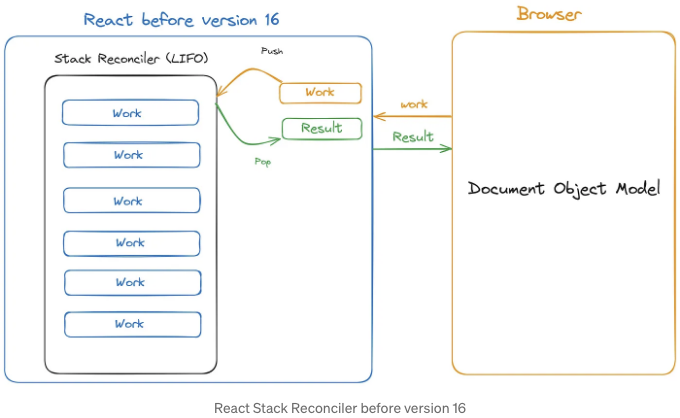 React before version 16
Browser
Stack Reconciler (LIFO)
Push
Work
Result
Pop
Work
Work
Work
Work
Work
Work
work
Result
Document Object Model
React Stack Reconciler before version 16